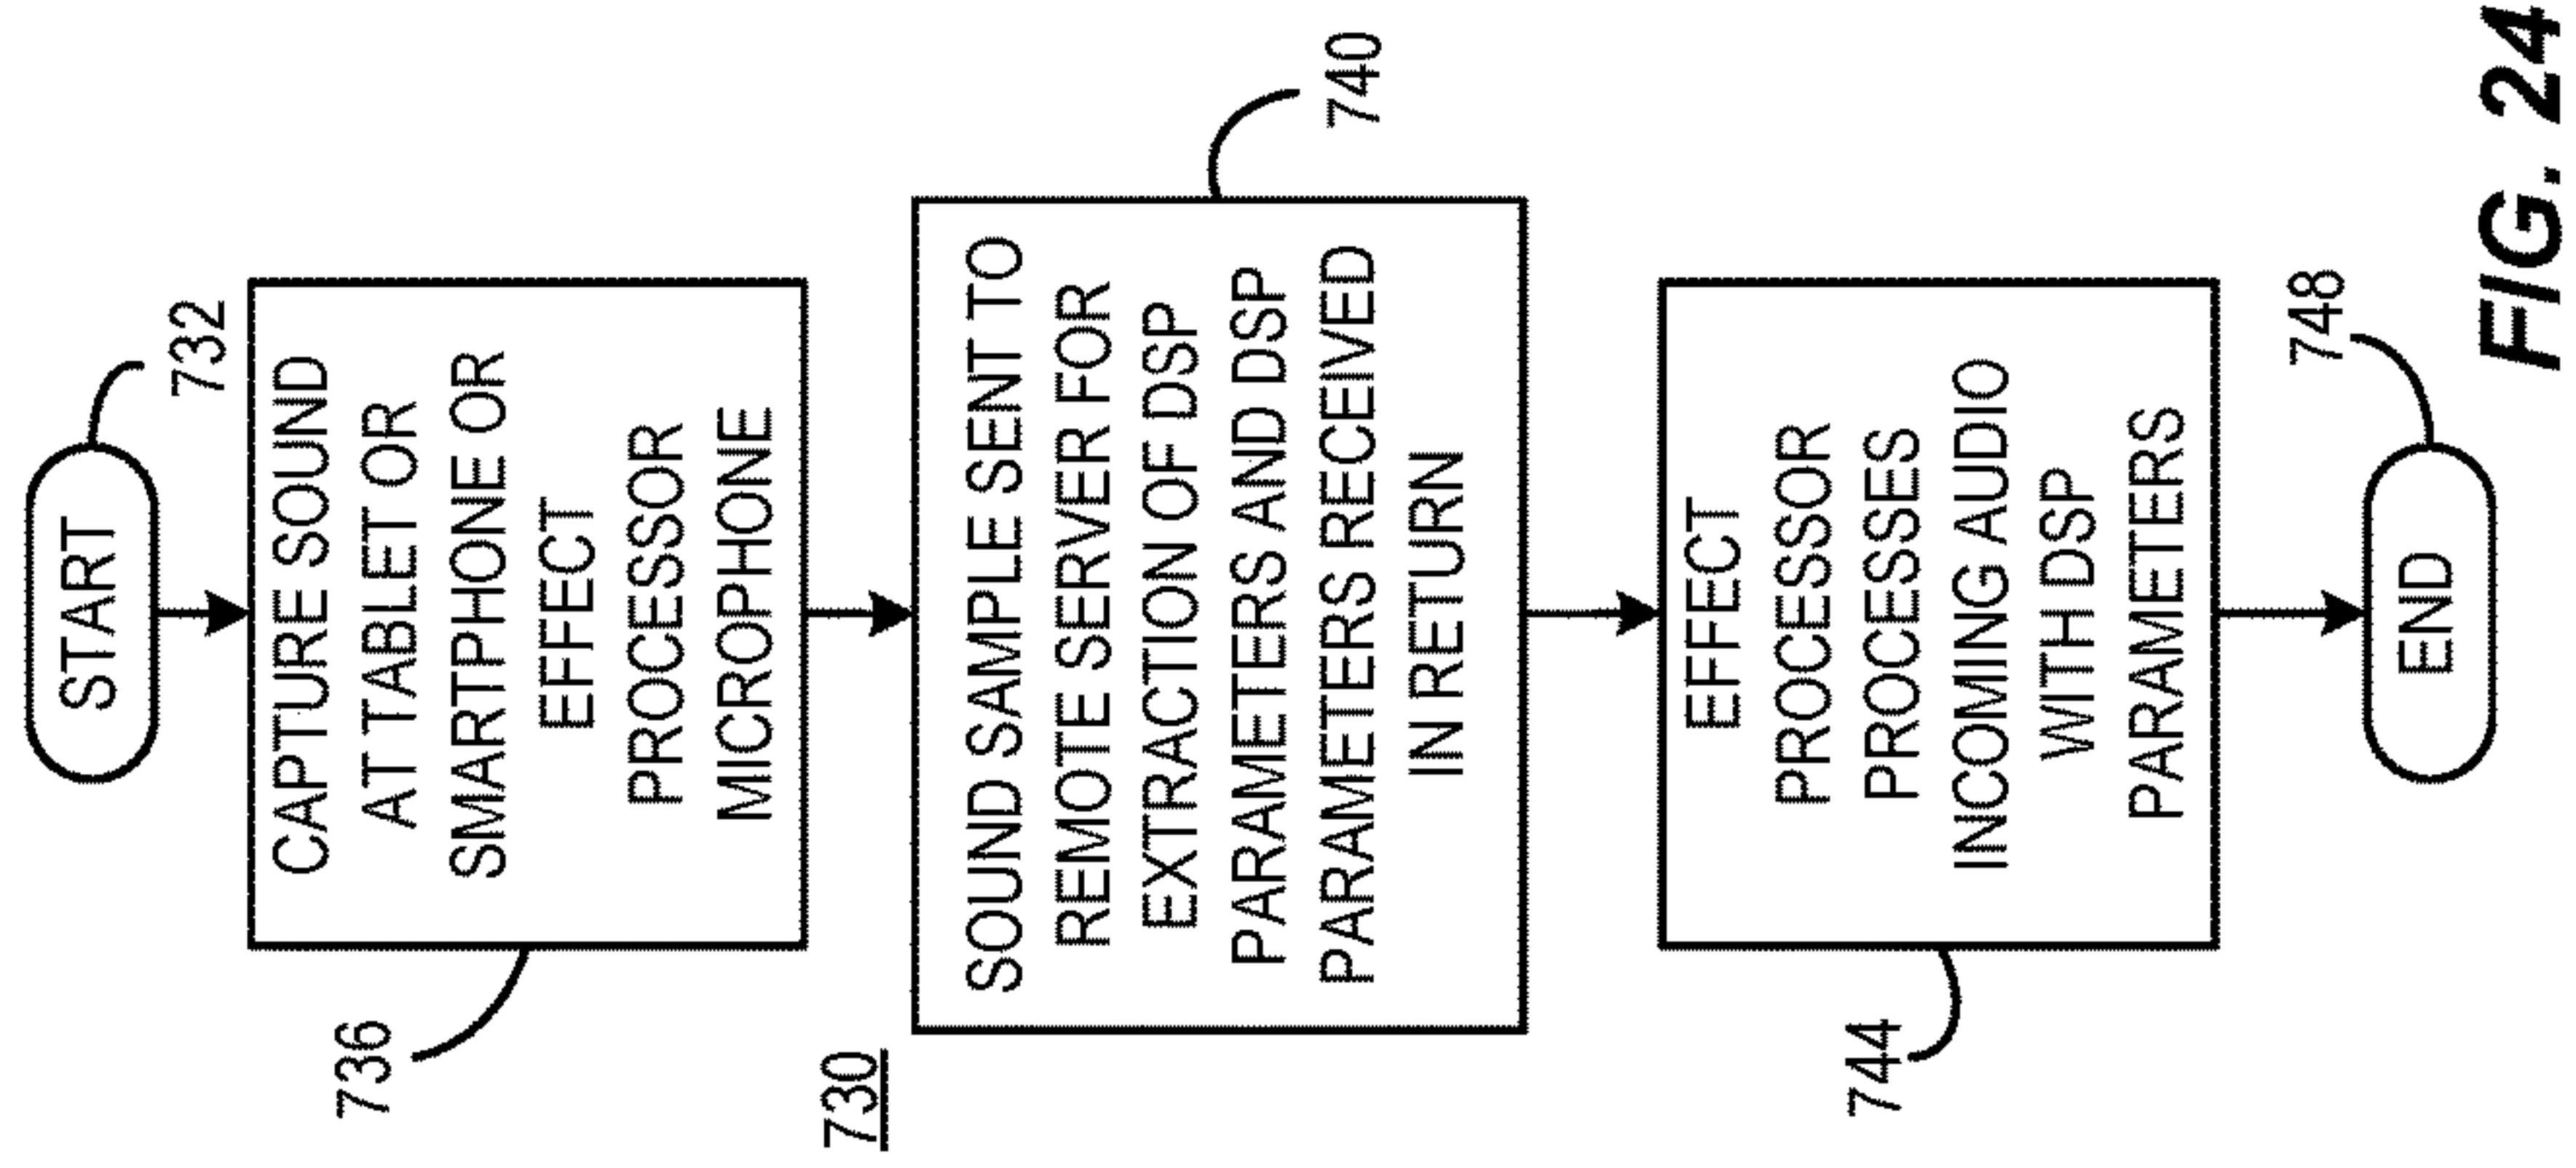 START
732
CAPTURE SOUND
AT TABLET OR
SMARTPHONE OR
EFFECT
PROCESSOR
MICROPHONE
736
730
SOUND SAMPLE SENT TO
REMOTE SERVER FOR
EXTRACTION OF DSP
PARAMETERS AND DSP
PARAMETERS RECEIVED
IN RETURN
740
EFFECT
PROCESSOR
PROCESSES
INCOMING AUDIO
WITH DSP
PARAMETERS
744
END
748
FIG. 24